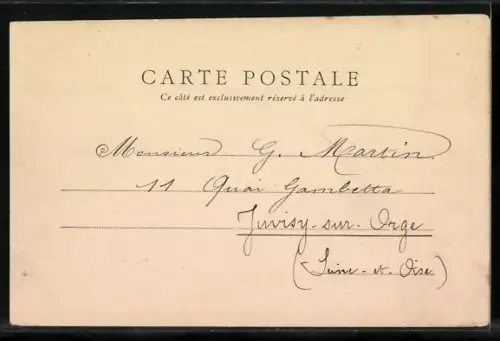 CARTE POSTALE
Ce côté est exclusivement réservé à l'adresse
Monsieur G. Martin
11 Quai Gambetta
Juvisy-sur-Orge
(Seine-et-Oise)